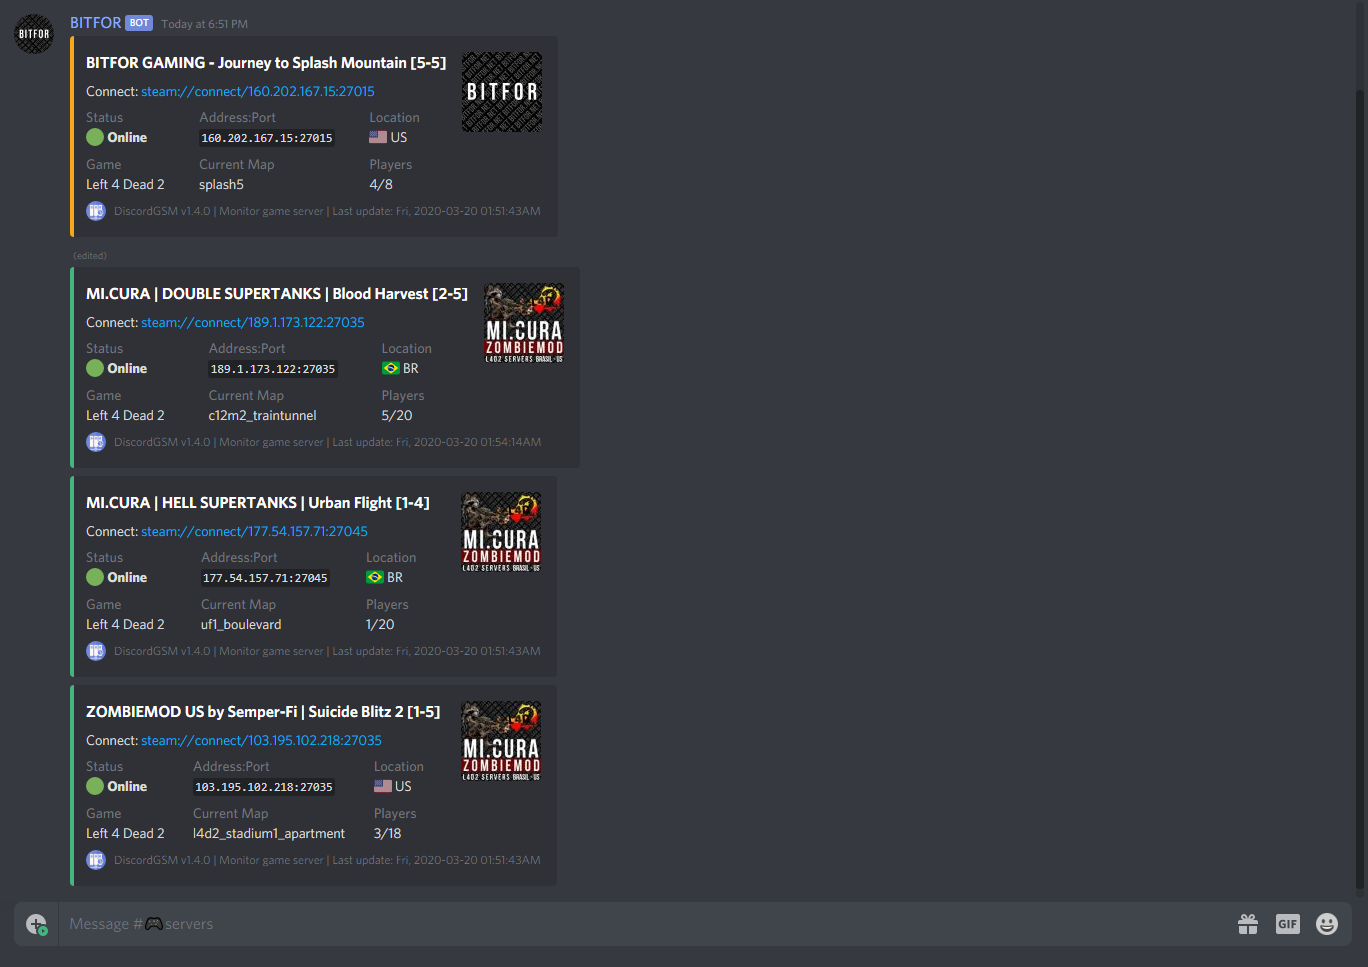 BITFOR
BITFOR BOT Today at 6:51 PM
BITFOR GAMING - Journey to Splash Mountain [5-5]
BITFOR
Connect: steam://connect/160.202.167.15:27015
Status Address:Port Location
Online 160.202.167.15:27015 US
Game Current Map Players
Left 4 Dead 2 splash5 4/8
DiscordGSM v1.4.0 | Monitor game server | Last update: Fri, 2020-03-20 01:51:43AM
(edited)
MI.CURA | DOUBLE SUPERTANKS | Blood Harvest [2-5]
Connect: steam://connect/189.1.173.122:27035
MI.CURA
ZOMBIEMOD
L4D2 SERVERS BRASIL-US
Status Address:Port Location
Online 189.1.173.122:27035 BR
Game Current Map Players
Left 4 Dead 2 c12m2_traintunnel 5/20
DiscordGSM v1.4.0 | Monitor game server | Last update: Fri, 2020-03-20 01:54:14AM
MI.CURA | HELL SUPERTANKS | Urban Flight [1-4]
Connect: steam://connect/177.54.157.71:27045
MI.CURA
ZOMBIEMOD
L4D2 SERVERS BRASIL-US
Status Address:Port Location
Online 177.54.157.71:27045 BR
Game Current Map Players
Left 4 Dead 2 uf1_boulevard 1/20
DiscordGSM v1.4.0 | Monitor game server | Last update: Fri, 2020-03-20 01:51:43AM
ZOMBIEMOD US by Semper-Fi | Suicide Blitz 2 [1-5]
Connect: steam://connect/103.195.102.218:27035
MI.CURA
ZOMBIEMOD
L4D2 SERVERS BRASIL-US
Status Address:Port Location
Online 103.195.102.218:27035 US
Game Current Map Players
Left 4 Dead 2 l4d2_stadium1_apartment 3/18
DiscordGSM v1.4.0 | Monitor game server | Last update: Fri, 2020-03-20 01:51:43AM
Message #🎮servers
GIF